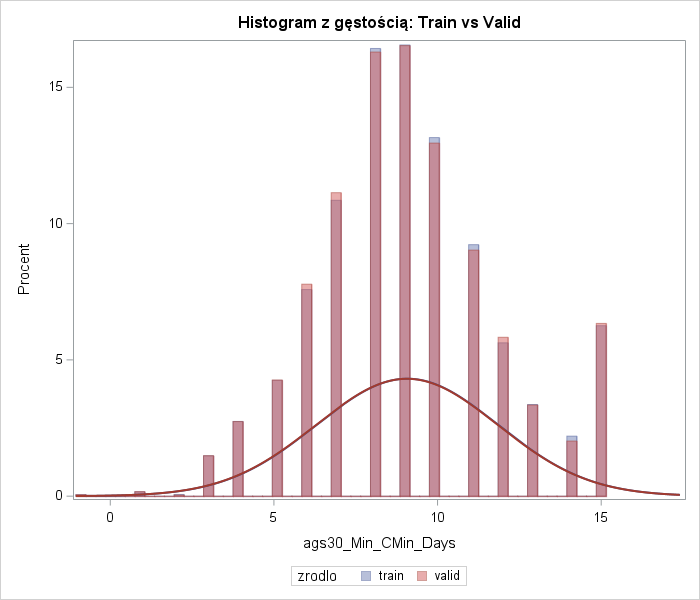 Histogram z gęstością: Train vs Valid
Procent
15
10
5
0
0 5 10 15
ags30_Min_CMin_Days
zrodlo train valid